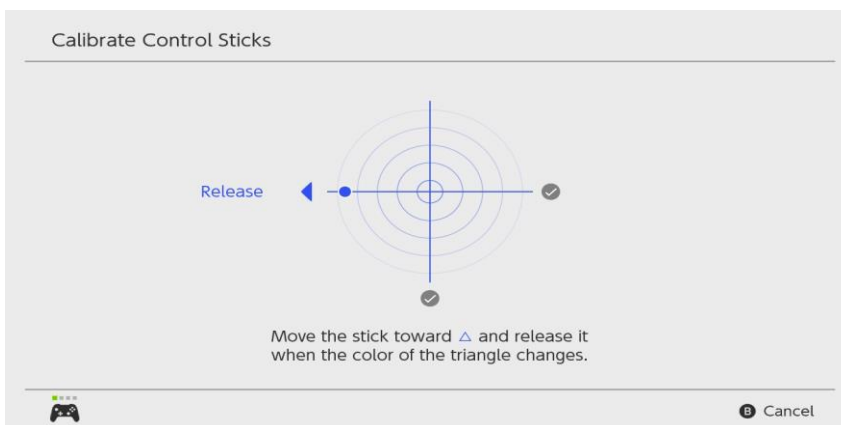 Calibrate Control Sticks
Release
Move the stick toward △ and release it
when the color of the triangle changes.
B Cancel